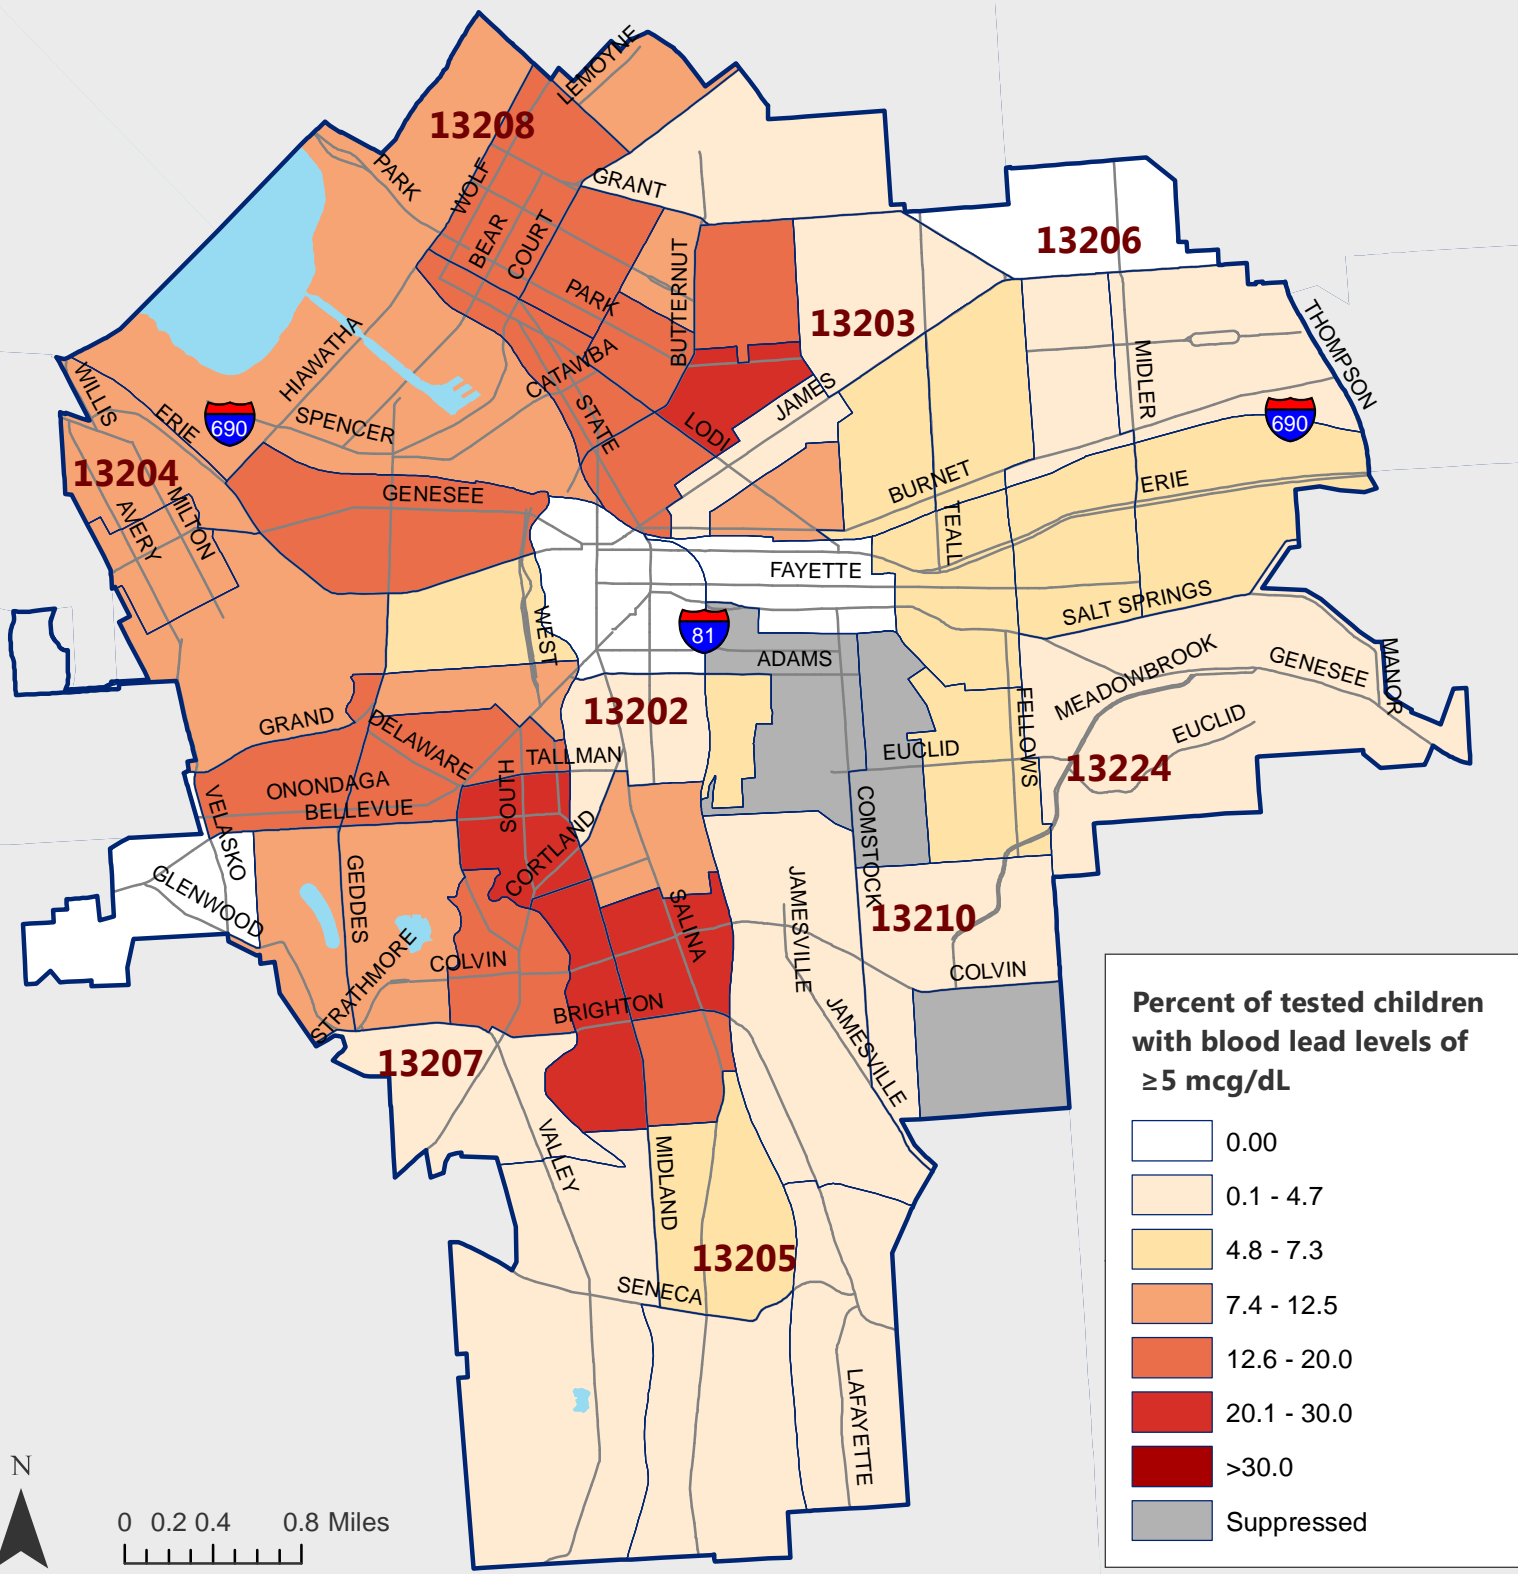 LEMOYNE
13208
PARK
WOLF
GRANT
BEAR
COURT
13206
BUTTERNUT
PARK
13203
THOMPSON
HIAWATHA
MIDLER
CATAWBA
WILLIS
JAMES
ERIE
690
SPENCER
STATE
LODI
690
13204
GENESEE
BURNET
ERIE
AVERY
MILTON
TEALL
FAYETTE
SALT SPRINGS
WEST
81
ADAMS
MEADOWBROOK
GENESEE
MANOR
GRAND
DELAWARE
13202
FELLOWS
EUCLID
EUCLID
TALLMAN
13224
ONONDAGA
BELLEVUE
SOUTH
VELASKO
CORTLAND
COMSTOCK
GLENWOOD
GEDDES
SALINA
JAMESVILLE
13210
STRATHMORE
COLVIN
COLVIN
BRIGHTON
JAMESVILLE
13207
VALLEY
MIDLAND
13205
SENECA
LAFAYETTE
Percent of tested children
with blood lead levels of
≥5 mcg/dL
0.00
0.1 - 4.7
4.8 - 7.3
7.4 - 12.5
12.6 - 20.0
20.1 - 30.0
>30.0
Suppressed
N
0 0.2 0.4 0.8 Miles